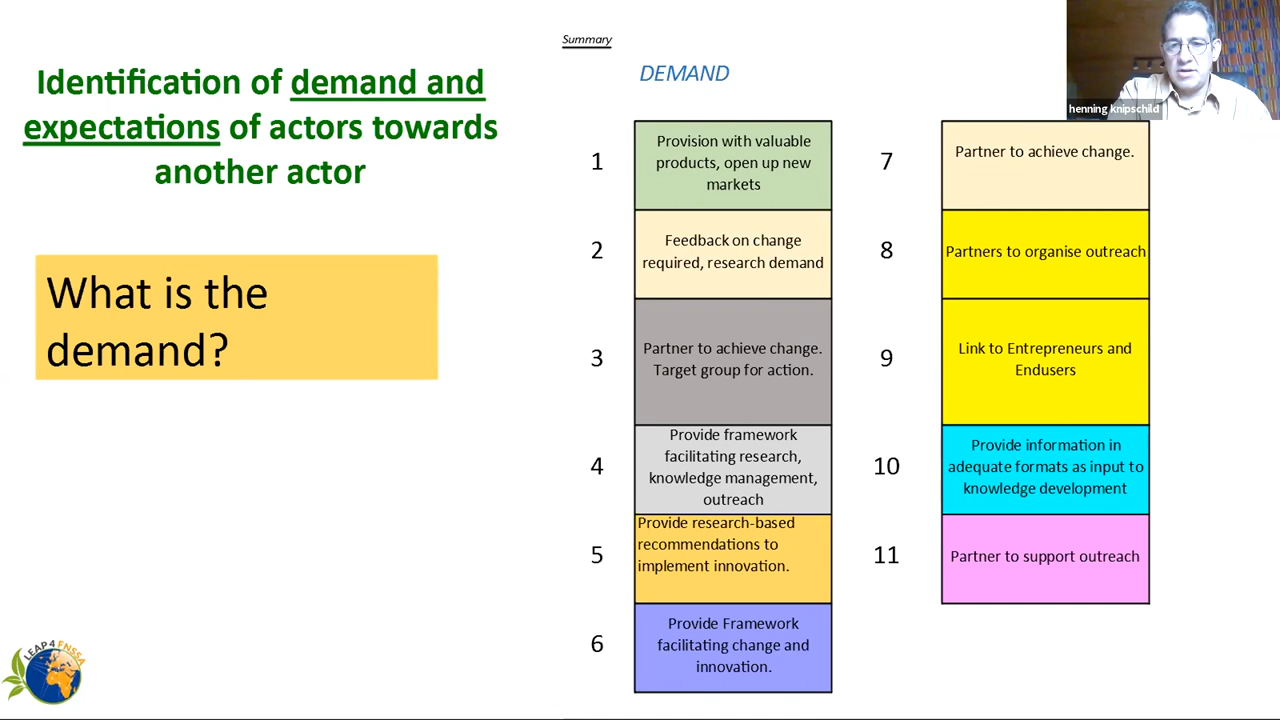 Summary
DEMAND
henning knipschild
Identification of demand and
expectations of actors towards
another actor
What is the
demand?
1
Provision with valuable
products, open up new
markets
2
Feedback on change
required, research demand
3
Partner to achieve change.
Target group for action.
4
Provide framework
facilitating research,
knowledge management,
outreach
5
Provide research-based
recommendations to
implement innovation.
6
Provide Framework
facilitating change and
innovation.
7
Partner to achieve change.
8
Partners to organise outreach
9
Link to Entrepreneurs and
Endusers
10
Provide information in
adequate formats as input to
knowledge development
11
Partner to support outreach
LEAP4FNSSA